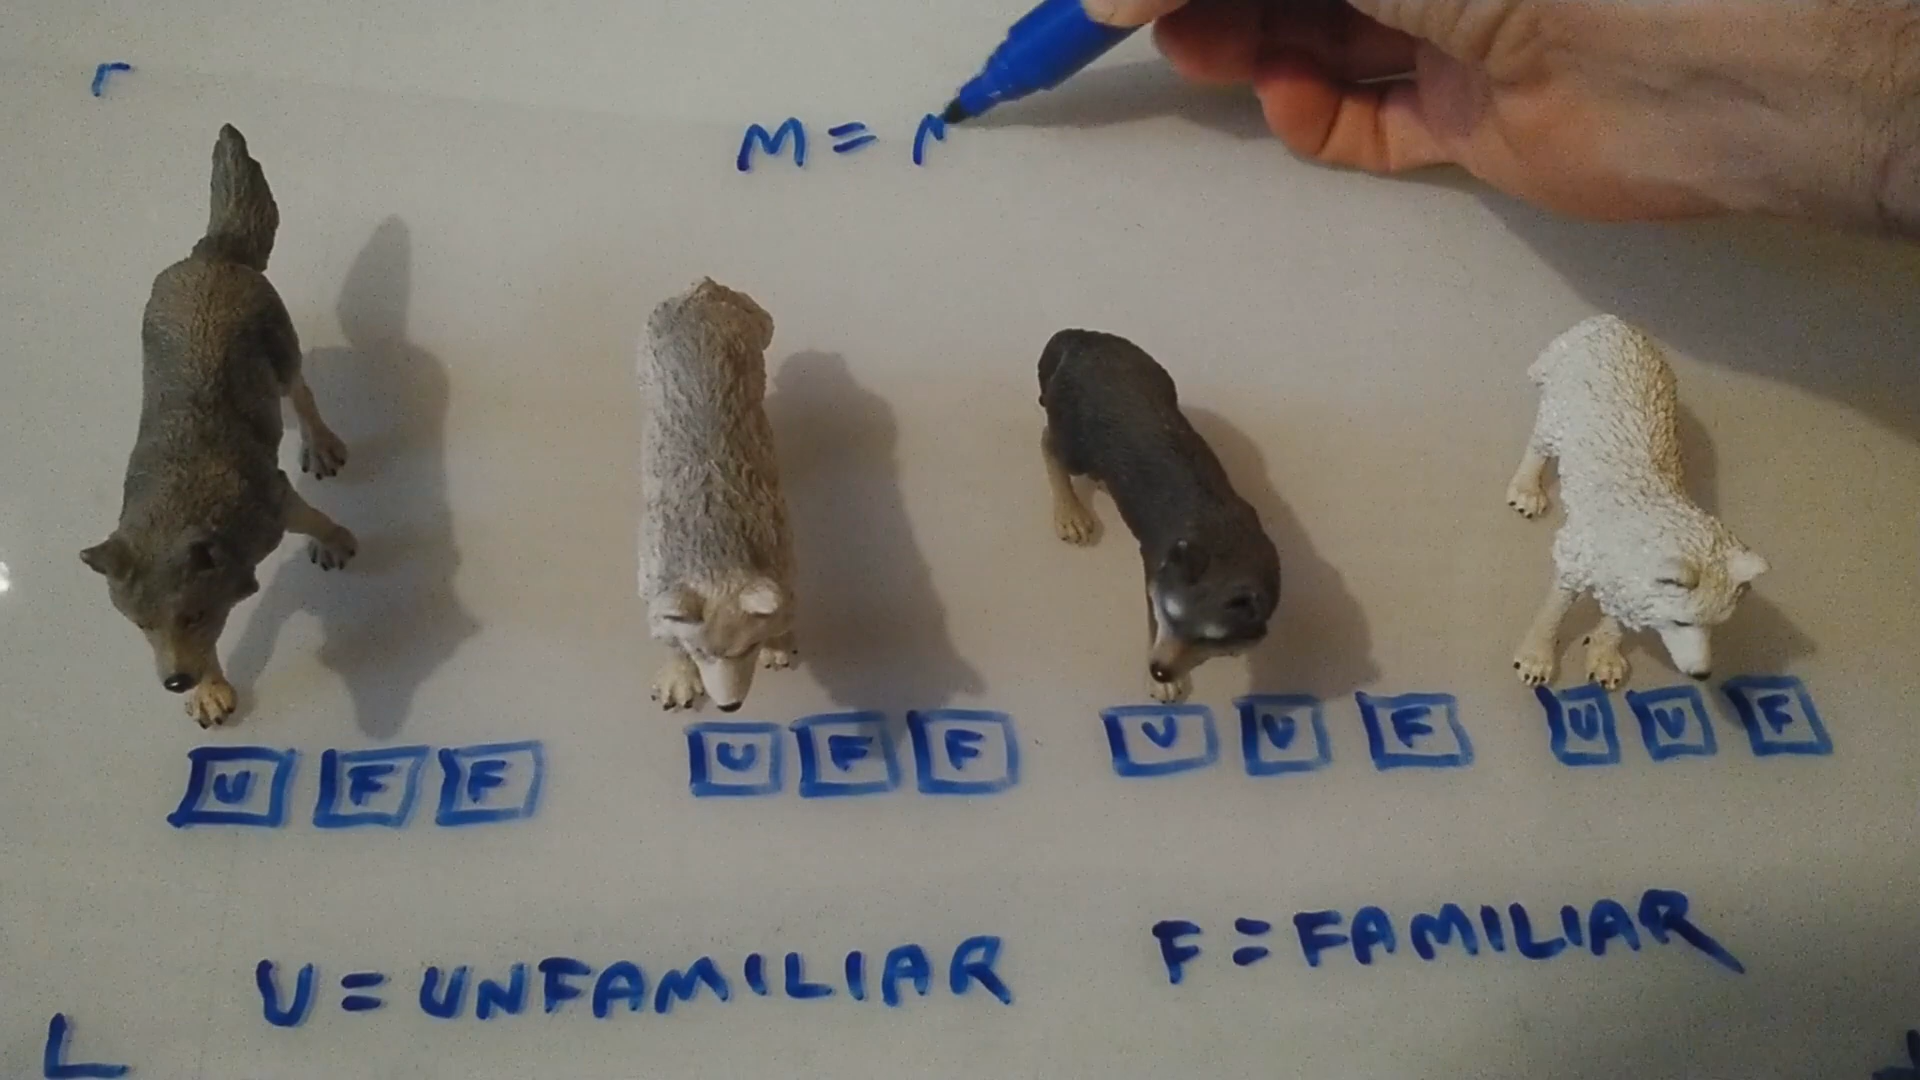 M = M
U F F U F F U U F U U F
U = UNFAMILIAR F = FAMILIAR